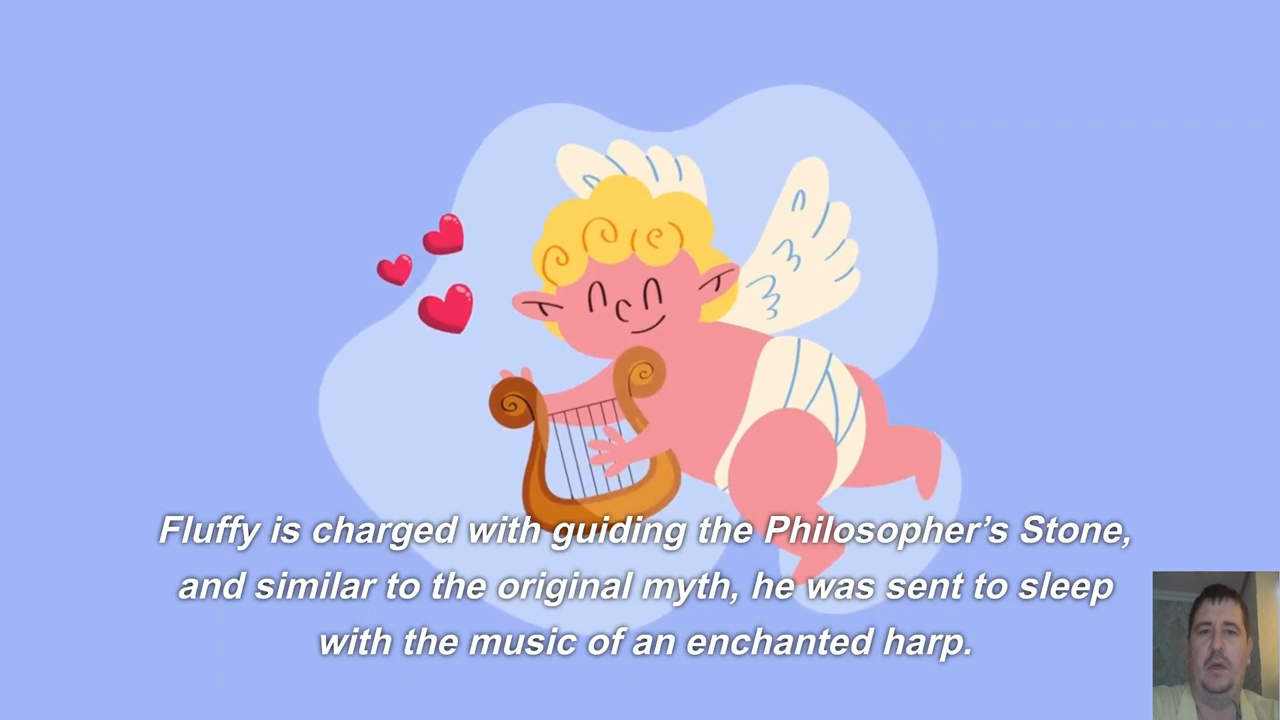 Fluffy is charged with guiding the Philosopher’s Stone,
and similar to the original myth, he was sent to sleep
with the music of an enchanted harp.